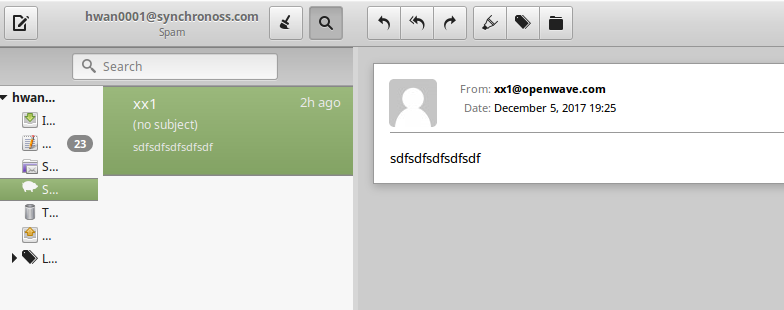 hwan0001@synchronoss.com
Spam
Search
hwan...
I...
... 23
S...
S...
T...
...
L...
xx1 2h ago
(no subject)
sdfsdfsdfsdfsdf
From: xx1@openwave.com
Date: December 5, 2017 19:25
sdfsdfsdfsdfsdf